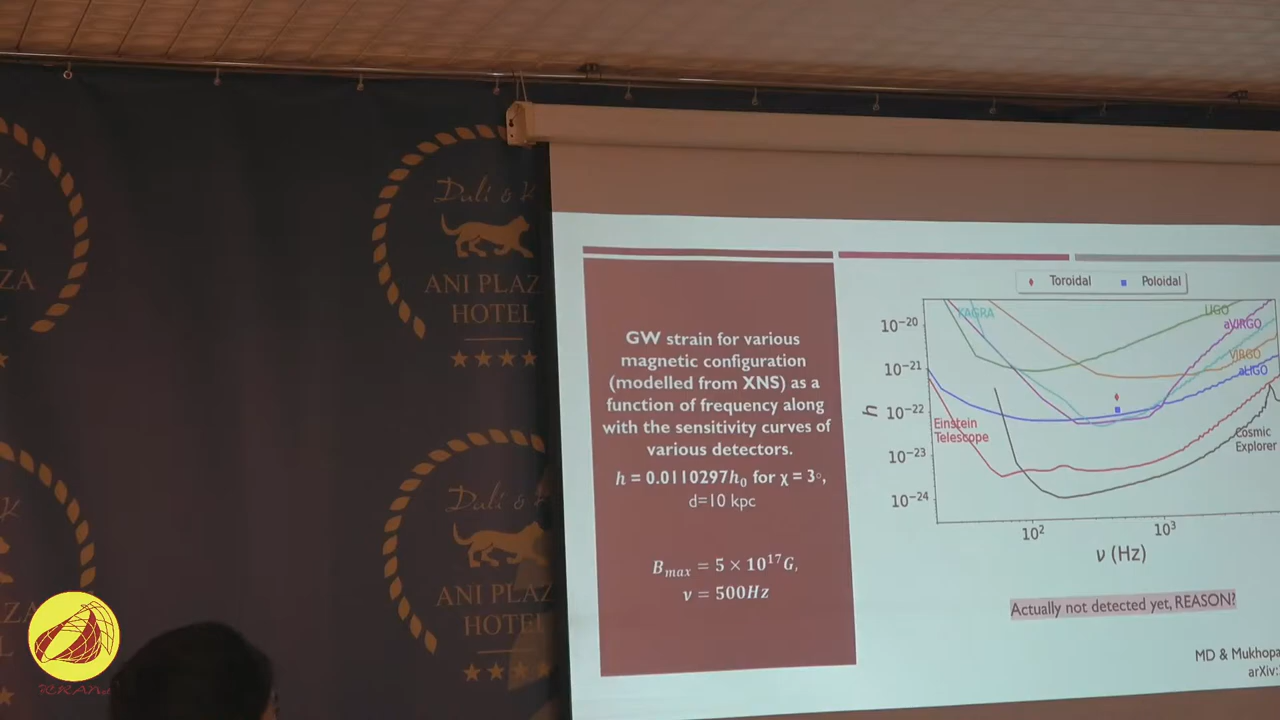 Dali & K
ANI PLAZ
HOTEL
Dali & K
ANI PLAZ
HOTEL
ZA
GW strain for various
magnetic configuration
(modelled from XNS) as a
function of frequency along
with the sensitivity curves of
various detectors.
h = 0.0110297h₀ for χ = 3°,
d=10 kpc
Bₘₐₓ = 5 × 10¹⁷G,
ν = 500Hz
Toroidal
Poloidal
KAGRA
LIGO
aVIRGO
VIRGO
aLIGO
Einstein
Telescope
Cosmic
Explorer
h
10⁻²⁰
10⁻²¹
10⁻²²
10⁻²³
10⁻²⁴
10²
10³
ν (Hz)
Actually not detected yet, REASON?
MD & Mukhopa
arXiv: